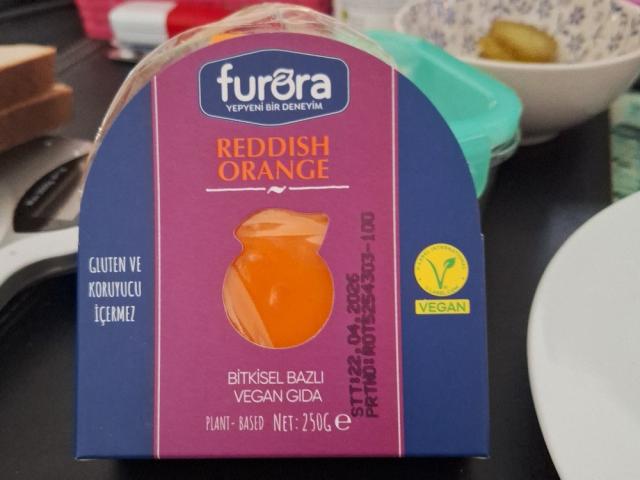 furora
YEPYENİ BİR DENEYİM
REDDISH
ORANGE
GLUTEN VE
KORUYUCU
İÇERMEZ
VEGAN
BİTKİSEL BAZLI
VEGAN GIDA
PLANT-BASED NET: 250G e
STT:22.04.2026